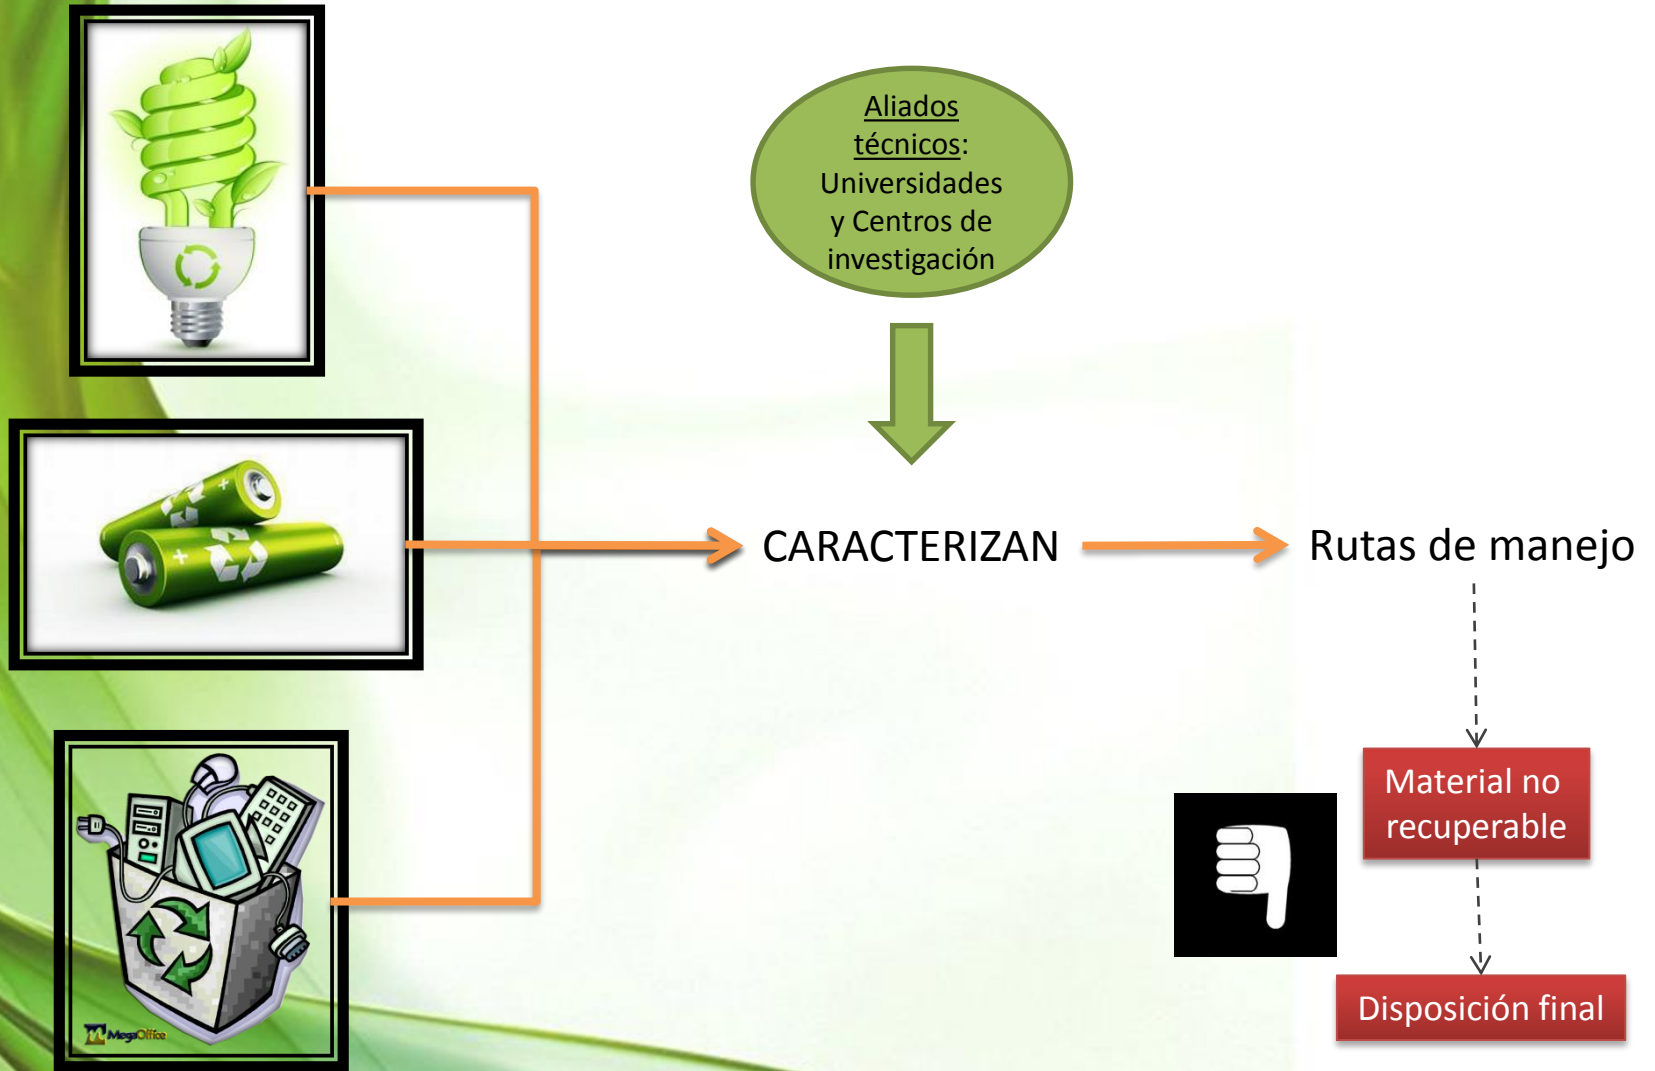 Aliados
técnicos:
Universidades
y Centros de
investigación
CARACTERIZAN
Rutas de manejo
Material no
recuperable
Disposición final
MegaOffice